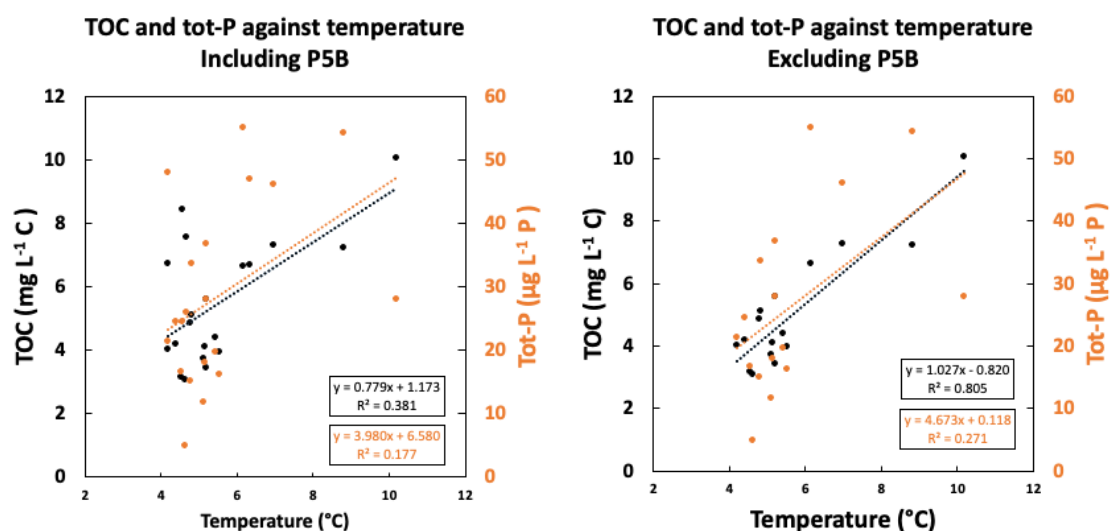 TOC and tot-P against temperature
Including P5B
12
10
8
6
4
2
0
TOC (mg L⁻¹ C)
60
50
40
30
20
10
0
Tot-P (µg L⁻¹ P)
y = 0.779x + 1.173
R² = 0.381
y = 3.980x + 6.580
R² = 0.177
2
4
6
8
10
12
Temperature (°C)
TOC and tot-P against temperature
Excluding P5B
12
10
8
6
4
2
0
TOC (mg L⁻¹ C)
60
50
40
30
20
10
0
Tot-P (µg L⁻¹ P)
y = 1.027x - 0.820
R² = 0.805
y = 4.673x + 0.118
R² = 0.271
2
4
6
8
10
12
Temperature (°C)